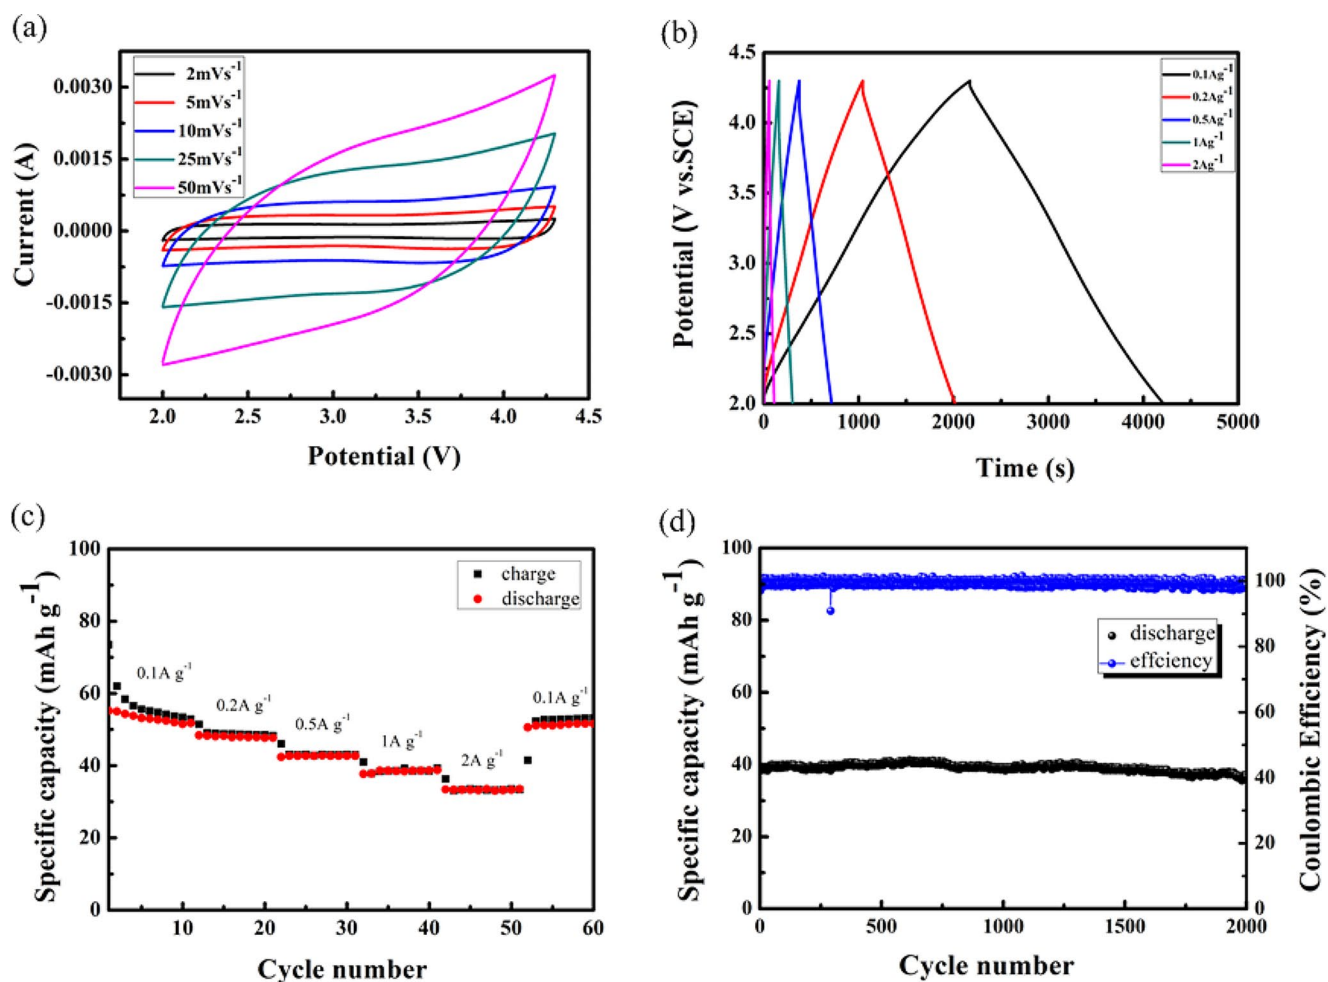 (a)
0.0030
0.0015
0.0000
-0.0015
-0.0030
Current (A)
2mVs⁻¹
5mVs⁻¹
10mVs⁻¹
25mVs⁻¹
50mVs⁻¹
2.0 2.5 3.0 3.5 4.0 4.5
Potential (V)
(b)
4.5
4.0
3.5
3.0
2.5
2.0
Potential (V vs.SCE)
0.1Ag⁻¹
0.2Ag⁻¹
0.5Ag⁻¹
1Ag⁻¹
2Ag⁻¹
0 1000 2000 3000 4000 5000
Time (s)
(c)
100
80
60
40
20
0
Specific capacity (mAh g⁻¹)
charge
discharge
0.1A g⁻¹
0.2A g⁻¹
0.5A g⁻¹
1A g⁻¹
2A g⁻¹
0.1A g⁻¹
10 20 30 40 50 60
Cycle number
(d)
100
80
60
40
20
0
Specific capacity (mAh g⁻¹)
discharge
effciency
100
80
60
40
20
0
Coulombic Efficiency (%)
0 500 1000 1500 2000
Cycle number